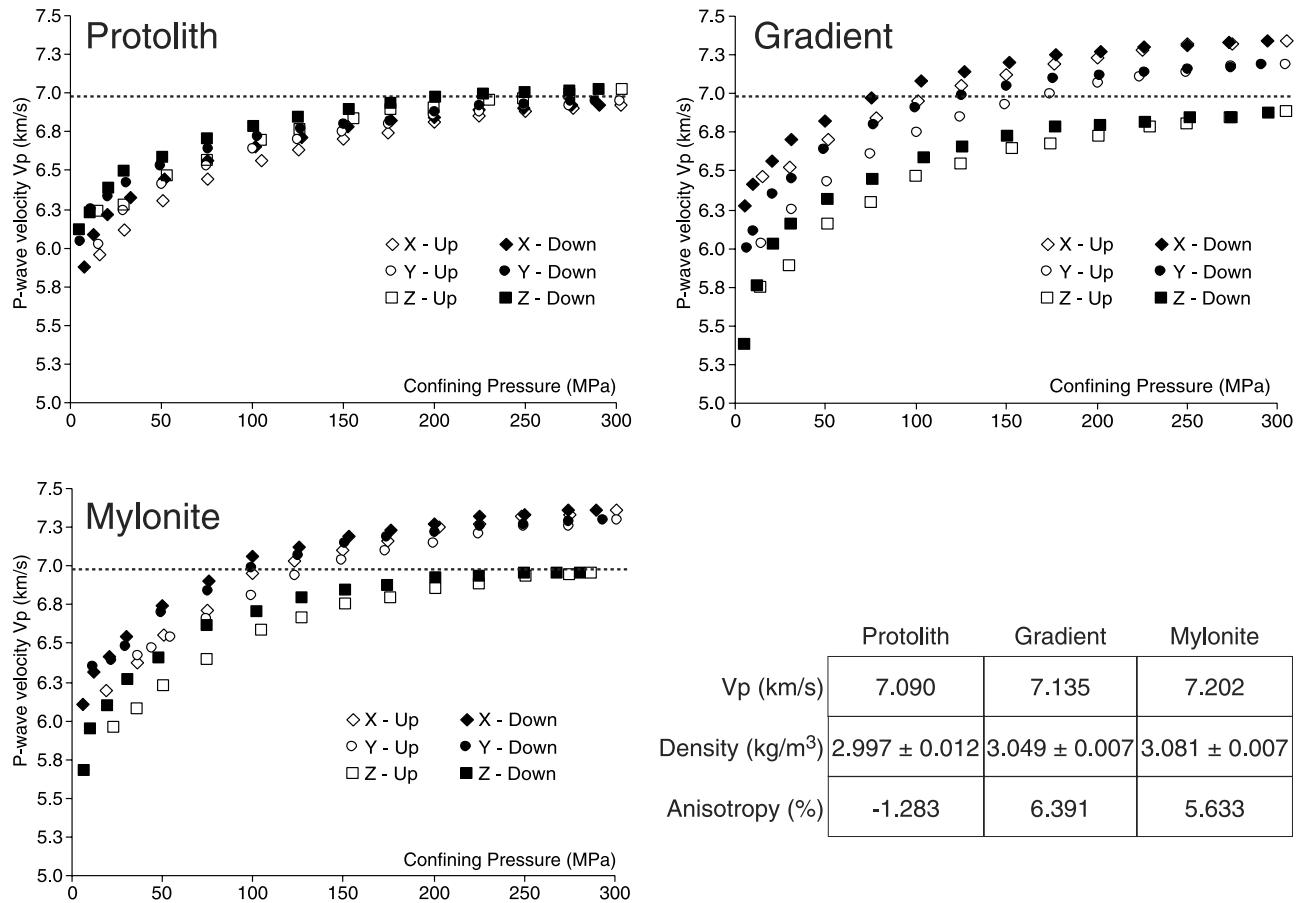 Protolith
7.5
7.3
7.0
6.8
6.5
6.3
6.0
5.8
5.5
5.3
5.0
P-wave velocity Vp (km/s)
X - Up X - Down
Y - Up Y - Down
Z - Up Z - Down
Confining Pressure (MPa)
0 50 100 150 200 250 300
Gradient
7.5
7.3
7.0
6.8
6.5
6.3
6.0
5.8
5.5
5.3
5.0
P-wave velocity Vp (km/s)
X - Up X - Down
Y - Up Y - Down
Z - Up Z - Down
Confining Pressure (MPa)
0 50 100 150 200 250 300
Mylonite
7.5
7.3
7.0
6.8
6.5
6.3
6.0
5.8
5.5
5.3
5.0
P-wave velocity Vp (km/s)
X - Up X - Down
Y - Up Y - Down
Z - Up Z - Down
Confining Pressure (MPa)
0 50 100 150 200 250 300
Protolith Gradient Mylonite
Vp (km/s) 7.090 7.135 7.202
Density (kg/m³) 2.997 ± 0.012 3.049 ± 0.007 3.081 ± 0.007
Anisotropy (%) -1.283 6.391 5.633